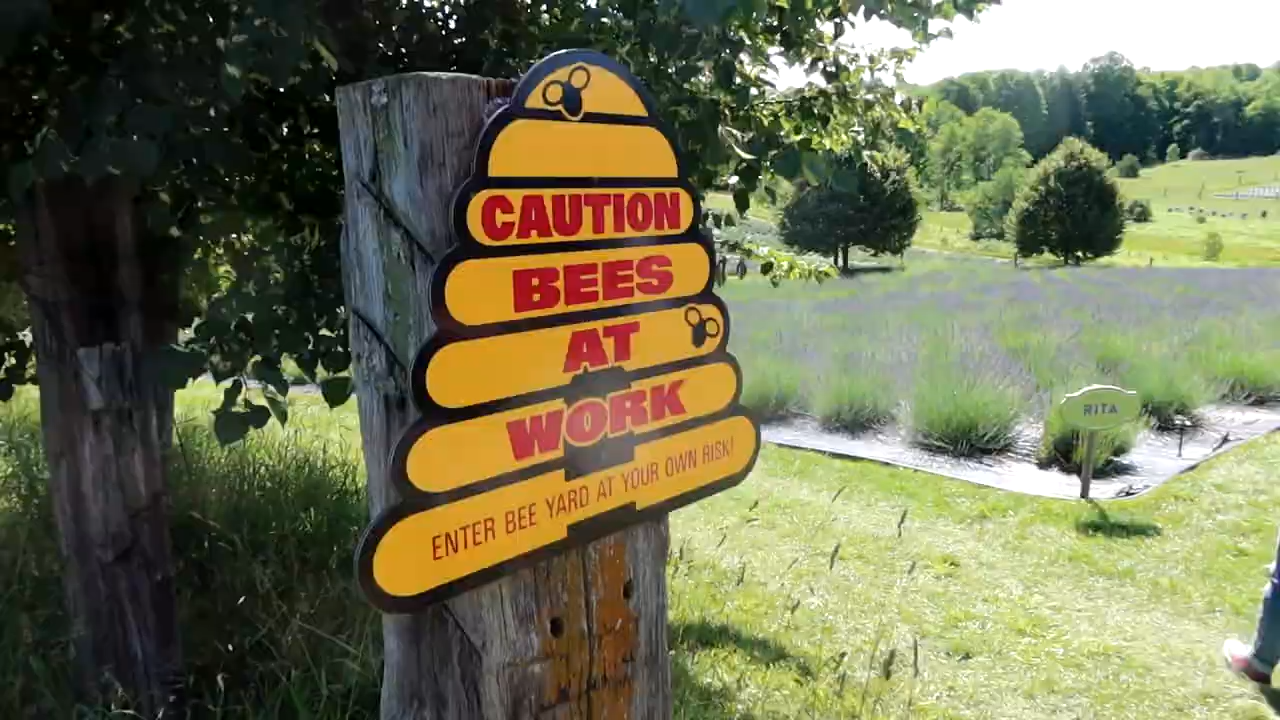 CAUTION
BEES
AT
WORK
ENTER BEE YARD AT YOUR OWN RISK!
RITA